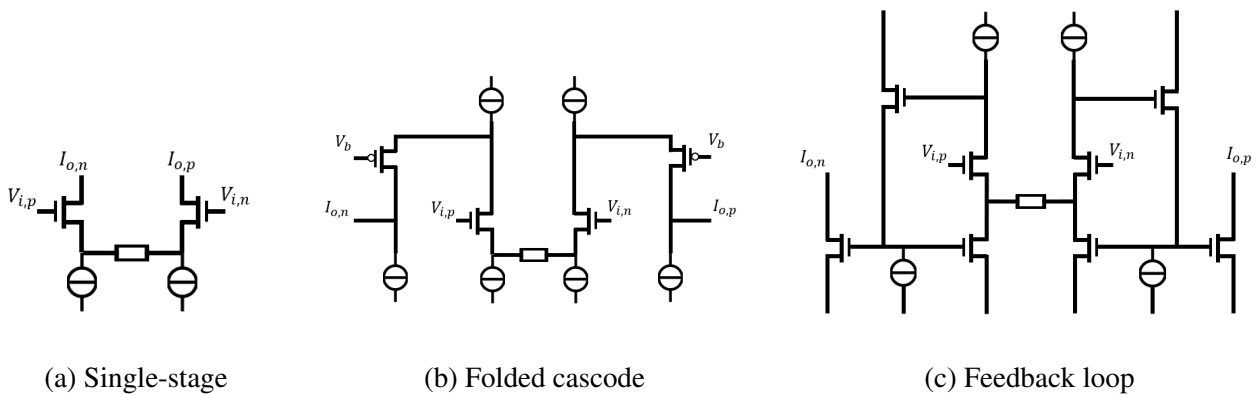 I_{o,n} I_{o,p}
V_{i,p} V_{i,n}
(a) Single-stage
V_b V_b
I_{o,n} V_{i,p} V_{i,n} I_{o,p}
(b) Folded cascode
I_{o,n} V_{i,p} V_{i,n} I_{o,p}
(c) Feedback loop